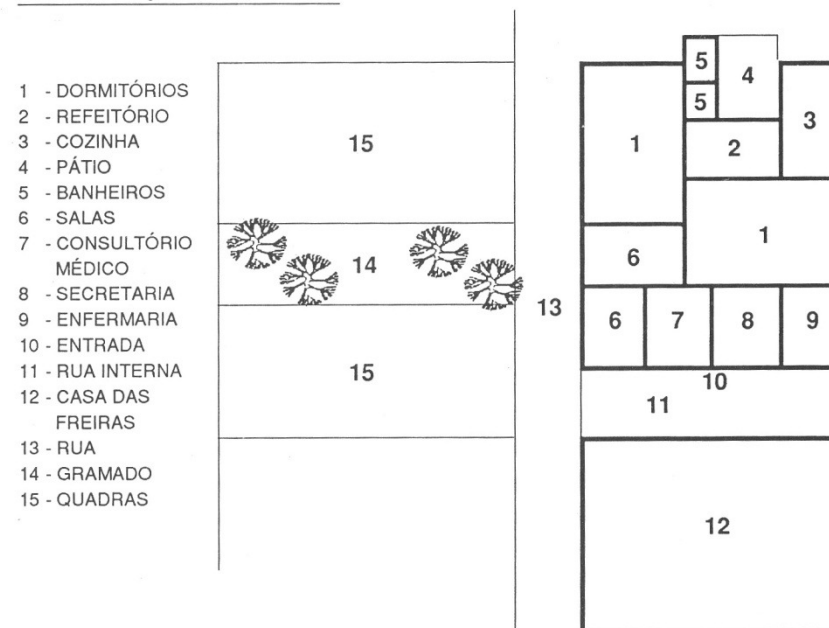 1 - DORMITÓRIOS
2 - REFEITÓRIO
3 - COZINHA
4 - PÁTIO
5 - BANHEIROS
6 - SALAS
7 - CONSULTÓRIO
MÉDICO
8 - SECRETARIA
9 - ENFERMARIA
10 - ENTRADA
11 - RUA INTERNA
12 - CASA DAS
FREIRAS
13 - RUA
14 - GRAMADO
15 - QUADRAS
15
14
15
13
5
4
5
3
1
2
1
6
6
7
8
9
10
11
12